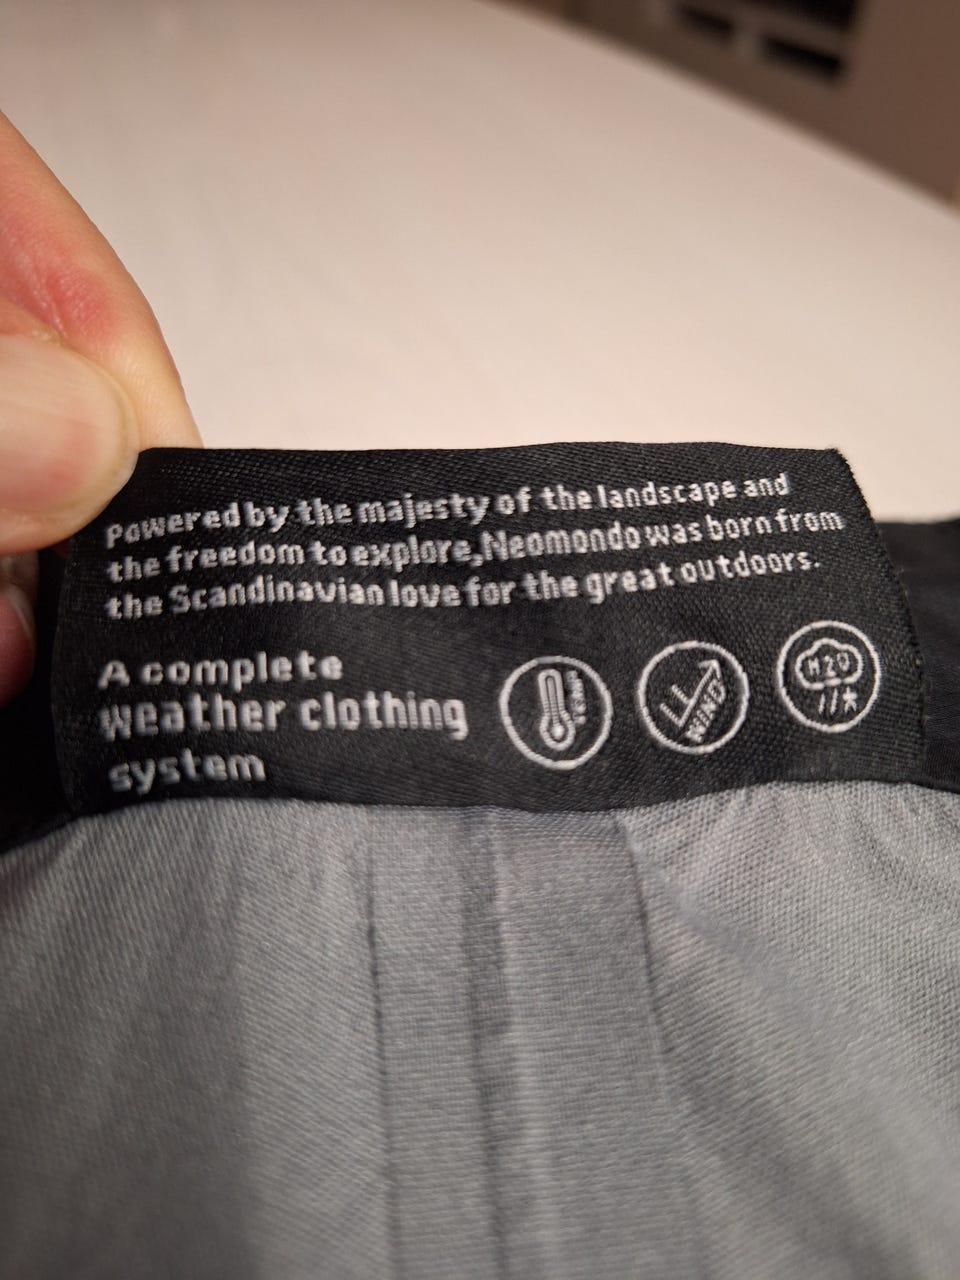 Powered by the majesty of the landscape and
the freedom to explore, Neomondo was born from
the Scandinavian love for the great outdoors.
A complete
weather clothing
system
TERM
WIND
H2O